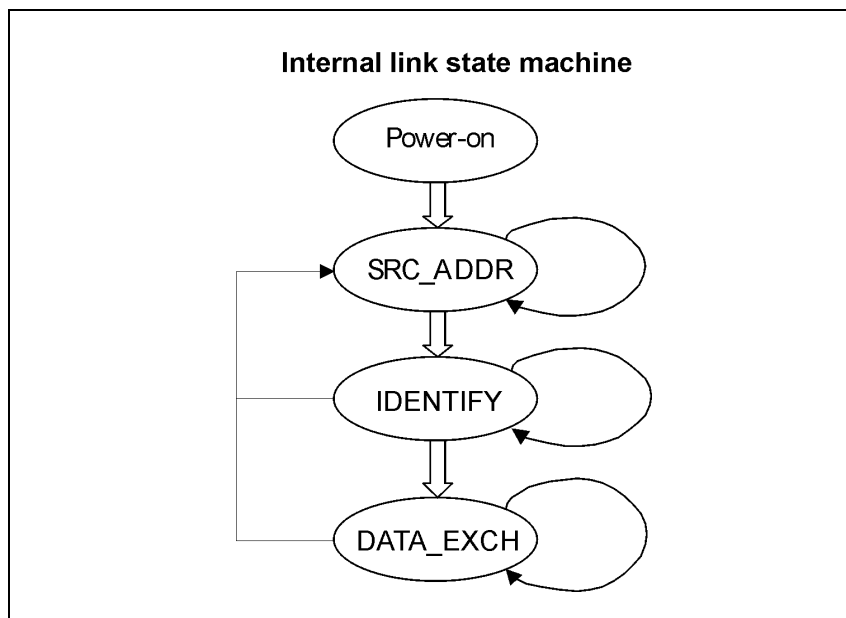 Internal link state machine
Power-on
SRC_ADDR
IDENTIFY
DATA_EXCH